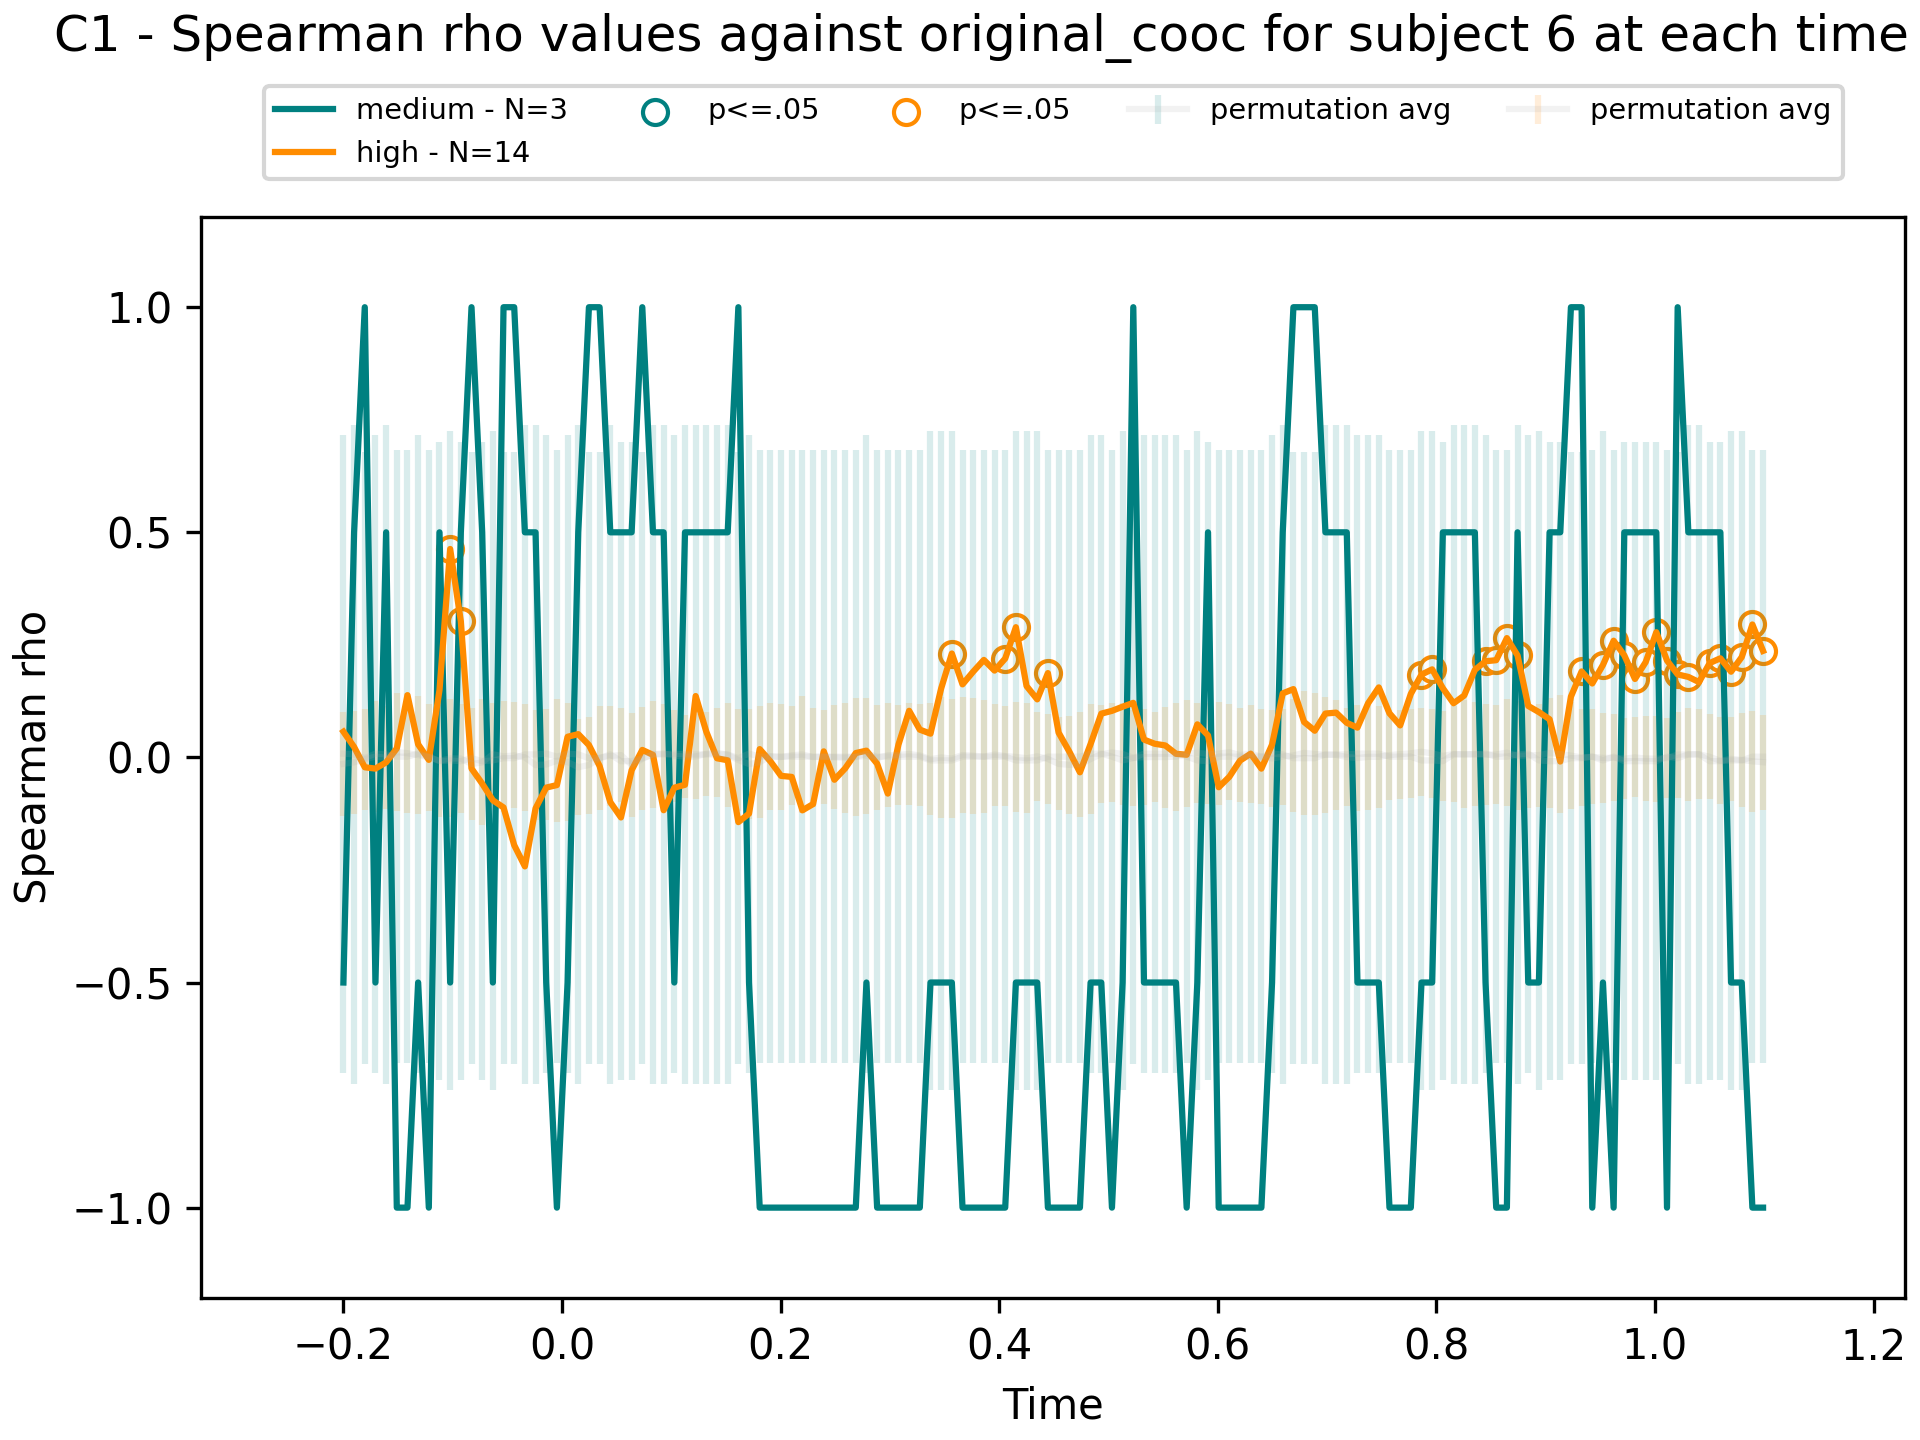 C1 - Spearman rho values against original_cooc for subject 6 at each time
medium - N=3 p<=.05 p<=.05 permutation avg permutation avg
high - N=14
1.0
0.5
0.0
−0.5
−1.0
Spearman rho
−0.2 0.0 0.2 0.4 0.6 0.8 1.0 1.2
Time